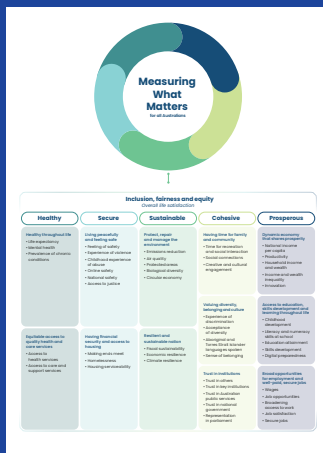 Measuring
What
Matters
for all Australians
Inclusion, fairness and equity
Overall life satisfaction
Healthy
Secure
Sustainable
Cohesive
Prosperous
Healthy throughout life
• Life expectancy
• Mental health
• Prevalence of chronic
conditions
Equitable access to
quality health and
care services
• Access to
health services
• Access to care and
support services
Living peacefully
and feeling safe
• Feeling of safety
• Experience of violence
• Childhood experience
of abuse
• Online safety
• National safety
• Access to justice
Having financial
security and access to
housing
• Making ends meet
• Homelessness
• Housing serviceability
Protect, repair
and manage the
environment
• Emissions reduction
• Air quality
• Protected areas
• Biological diversity
• Circular economy
Resilient and
sustainable nation
• Fiscal sustainability
• Economic resilience
• Climate resilience
Having time for family
and community
• Time for recreation
and social interaction
• Social connections
• Creative and cultural
engagement
Valuing diversity,
belonging and culture
• Experience of
discrimination
• Acceptance
of diversity
• Aboriginal and
Torres Strait Islander
languages spoken
• Sense of belonging
Trust in institutions
• Trust in others
• Trust in key institutions
• Trust in Australian
public services
• Trust in national
government
• Representation
in parliament
Dynamic economy
that shares prosperity
• National income
per capita
• Productivity
• Household income
and wealth
• Income and wealth
inequality
• Innovation
Access to education,
skills development and
learning throughout life
• Childhood
development
• Literacy and numeracy
skills at school
• Education attainment
• Skills development
• Digital preparedness
Broad opportunities
for employment and
well-paid, secure jobs
• Wages
• Job opportunities
• Broadening
access to work
• Job satisfaction
• Secure jobs